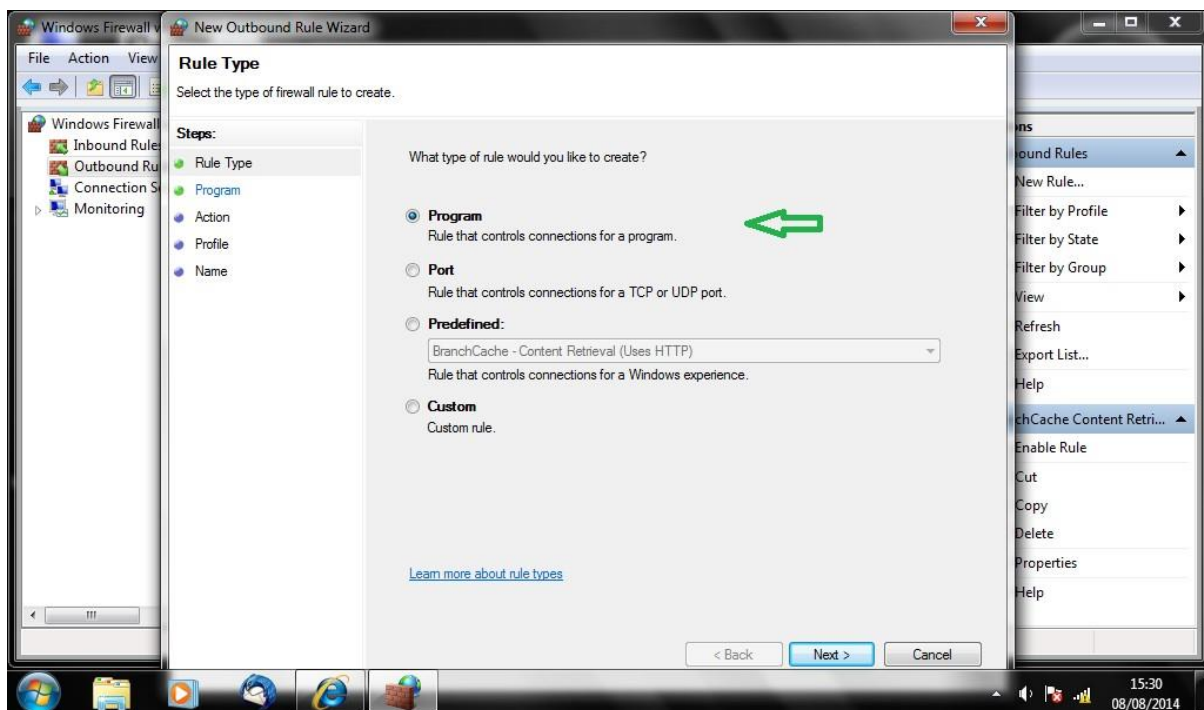 Windows Firewall
New Outbound Rule Wizard
File Action View
Rule Type
Select the type of firewall rule to create.
Windows Firewall
Inbound Rule
Outbound Ru
Connection S
Monitoring
Steps:
Rule Type
Program
Action
Profile
Name
What type of rule would you like to create?
Program
Rule that controls connections for a program.
Port
Rule that controls connections for a TCP or UDP port.
Predefined:
BranchCache - Content Retrieval (Uses HTTP)
Rule that controls connections for a Windows experience.
Custom
Custom rule.
Learn more about rule types
< Back Next > Cancel
ons
bound Rules
New Rule...
Filter by Profile
Filter by State
Filter by Group
View
Refresh
Export List...
Help
chCache Content Retri...
Enable Rule
Cut
Copy
Delete
Properties
Help
15:30
08/08/2014